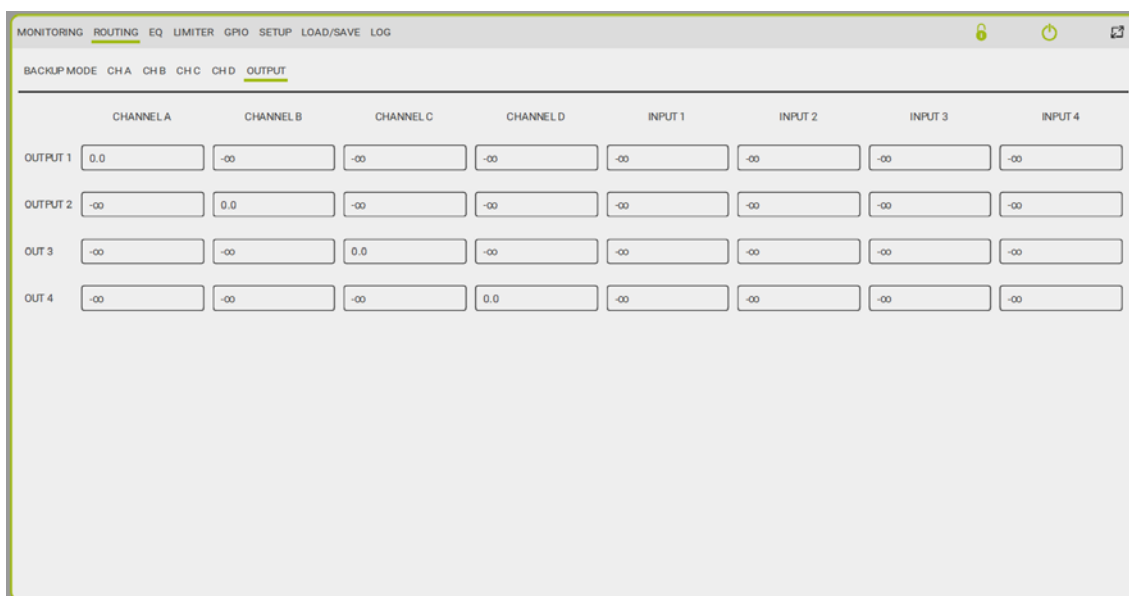 MONITORING ROUTING EQ LIMITER GPIO SETUP LOAD/SAVE LOG
BACKUP MODE CH A CH B CH C CH D OUTPUT
CHANNEL A CHANNEL B CHANNEL C CHANNEL D INPUT 1 INPUT 2 INPUT 3 INPUT 4
OUTPUT 1 0.0 -∞ -∞ -∞ -∞ -∞ -∞ -∞
OUTPUT 2 -∞ 0.0 -∞ -∞ -∞ -∞ -∞ -∞
OUT 3 -∞ -∞ 0.0 -∞ -∞ -∞ -∞ -∞
OUT 4 -∞ -∞ -∞ 0.0 -∞ -∞ -∞ -∞